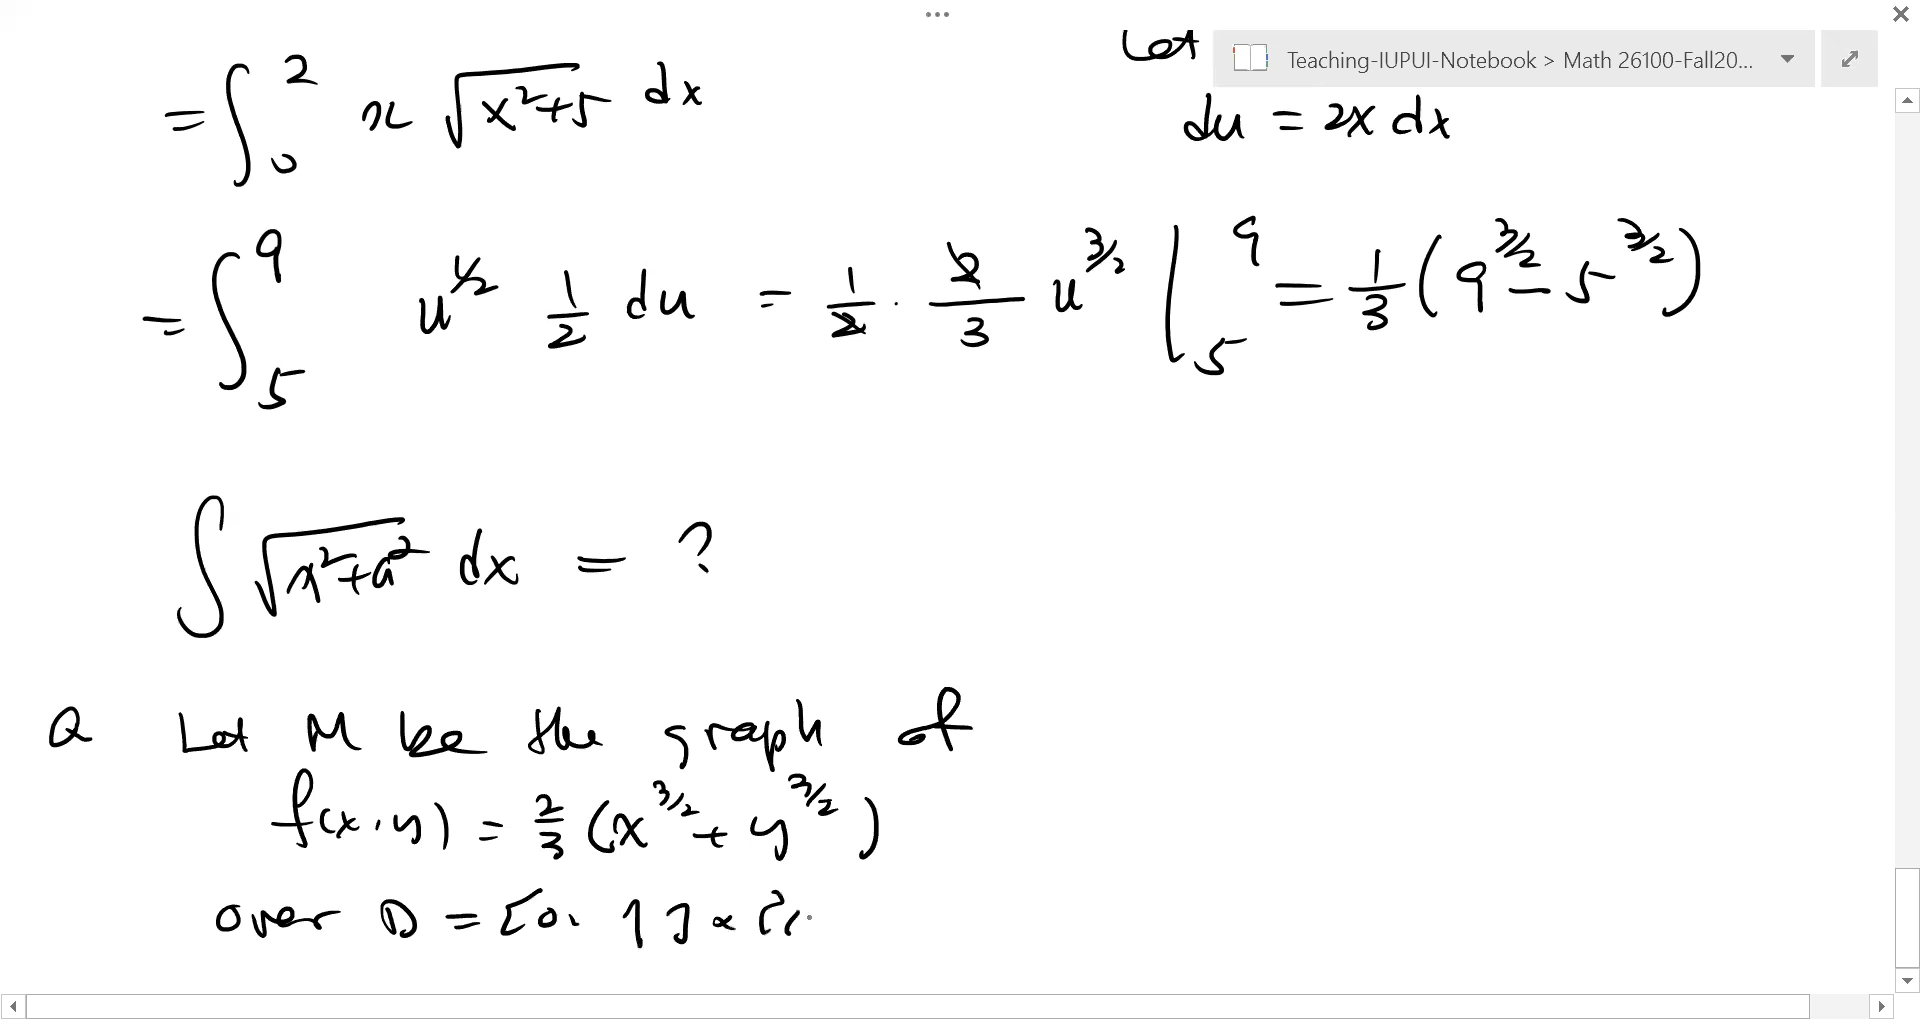 Let
Teaching-IUPUI-Notebook > Math 26100-Fall20...
= ∫₀² x √(x²+5) dx
du = 2x dx
= ∫₅⁹ u^(1/2) 1/2 du = 1/2 · 2/3 u^(3/2) |₅⁹ = 1/3 (9^(3/2) - 5^(3/2))
∫ √(x²+a²) dx = ?
Q Let M be the graph of
f(x,y) = 2/3 (x^(3/2) + y^(3/2))
over D = [0, 1] ×